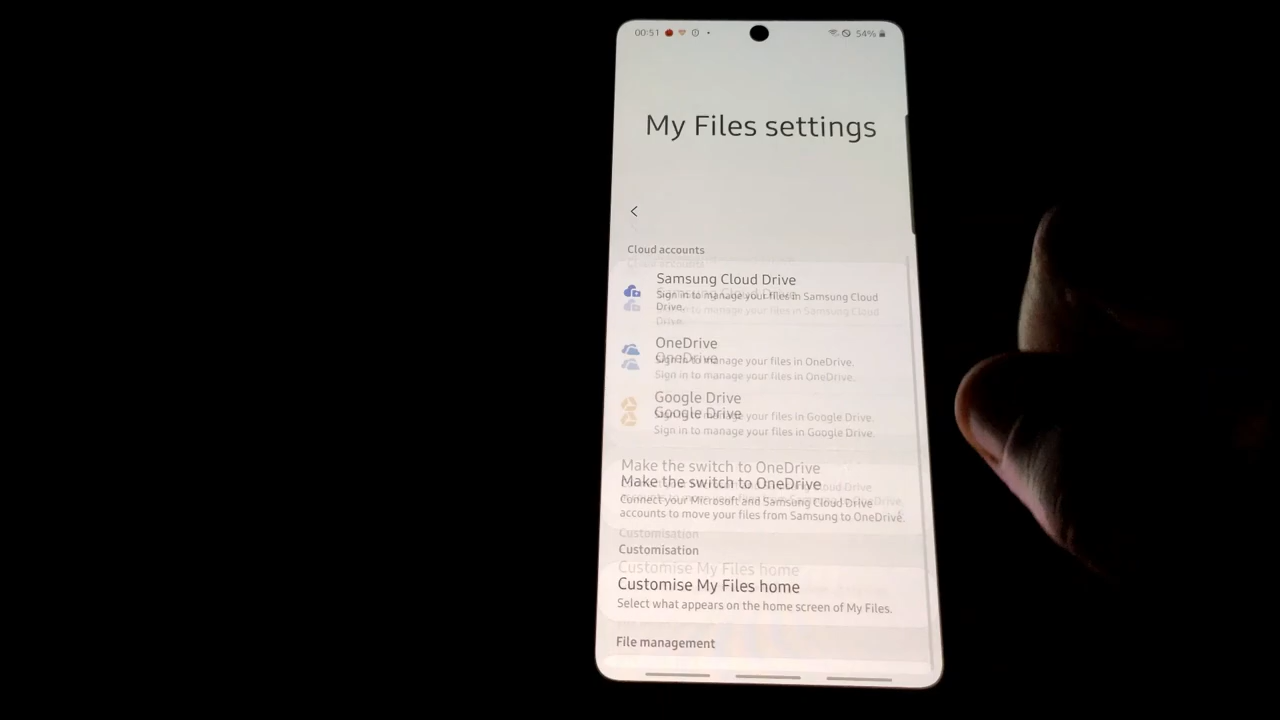 00:51
54%
My Files settings
Cloud accounts
Samsung Cloud Drive
Sign in to manage your files in Samsung Cloud
Drive.
OneDrive
Sign in to manage your files in OneDrive.
Google Drive
Sign in to manage your files in Google Drive.
Make the switch to OneDrive
Connect your Microsoft and Samsung Cloud Drive
accounts to move your files from Samsung to OneDrive.
Customisation
Customise My Files home
Select what appears on the home screen of My Files.
File management